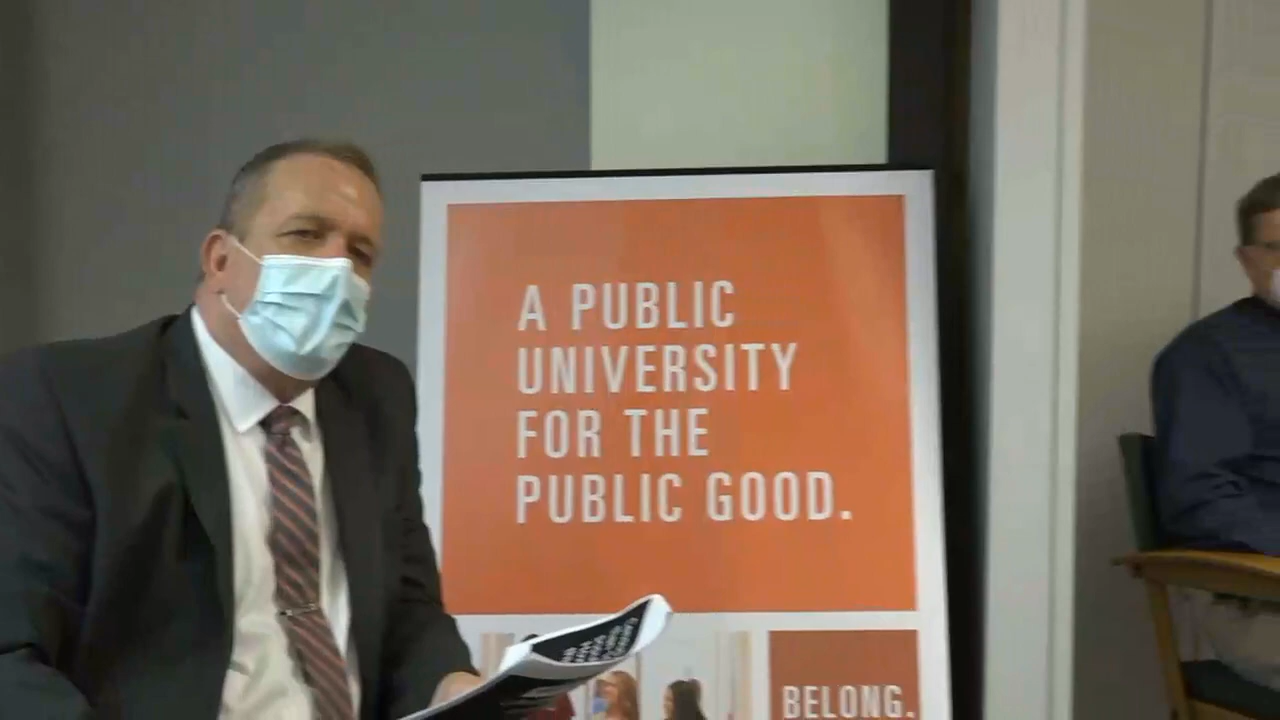 A PUBLIC
UNIVERSITY
FOR THE
PUBLIC GOOD.
BELONG.